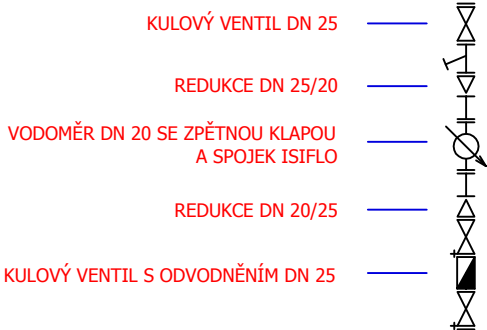 KULOVÝ VENTIL DN 25
REDUKCE DN 25/20
VODOMĚR DN 20 SE ZPĚTNOU KLAPOU
A SPOJEK ISIFLO
REDUKCE DN 20/25
KULOVÝ VENTIL S ODVODNĚNÍM DN 25